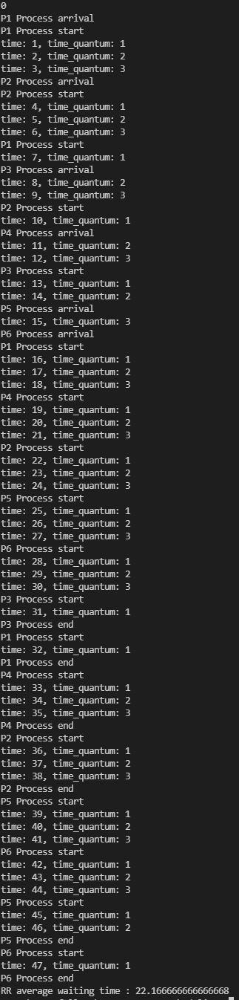 0
P1 Process arrival
P1 Process start
time: 1, time_quantum: 1
time: 2, time_quantum: 2
time: 3, time_quantum: 3
P2 Process arrival
P2 Process start
time: 4, time_quantum: 1
time: 5, time_quantum: 2
time: 6, time_quantum: 3
P1 Process start
time: 7, time_quantum: 1
P3 Process arrival
time: 8, time_quantum: 2
time: 9, time_quantum: 3
P2 Process start
time: 10, time_quantum: 1
P4 Process arrival
time: 11, time_quantum: 2
time: 12, time_quantum: 3
P3 Process start
time: 13, time_quantum: 1
time: 14, time_quantum: 2
P5 Process arrival
time: 15, time_quantum: 3
P6 Process arrival
P1 Process start
time: 16, time_quantum: 1
time: 17, time_quantum: 2
time: 18, time_quantum: 3
P4 Process start
time: 19, time_quantum: 1
time: 20, time_quantum: 2
time: 21, time_quantum: 3
P2 Process start
time: 22, time_quantum: 1
time: 23, time_quantum: 2
time: 24, time_quantum: 3
P5 Process start
time: 25, time_quantum: 1
time: 26, time_quantum: 2
time: 27, time_quantum: 3
P6 Process start
time: 28, time_quantum: 1
time: 29, time_quantum: 2
time: 30, time_quantum: 3
P3 Process start
time: 31, time_quantum: 1
P3 Process end
P1 Process start
time: 32, time_quantum: 1
P1 Process end
P4 Process start
time: 33, time_quantum: 1
time: 34, time_quantum: 2
time: 35, time_quantum: 3
P4 Process end
P2 Process start
time: 36, time_quantum: 1
time: 37, time_quantum: 2
time: 38, time_quantum: 3
P2 Process end
P5 Process start
time: 39, time_quantum: 1
time: 40, time_quantum: 2
time: 41, time_quantum: 3
P6 Process start
time: 42, time_quantum: 1
time: 43, time_quantum: 2
time: 44, time_quantum: 3
P5 Process start
time: 45, time_quantum: 1
time: 46, time_quantum: 2
P5 Process end
P6 Process start
time: 47, time_quantum: 1
P6 Process end
RR average waiting time : 22.166666666666668